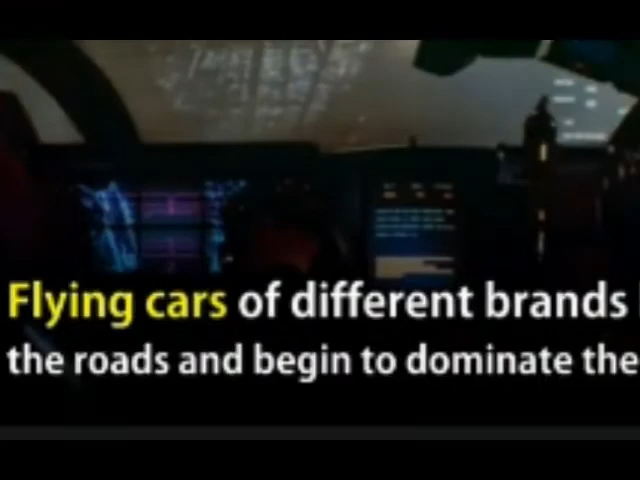 Flying cars of different brands
the roads and begin to dominate the